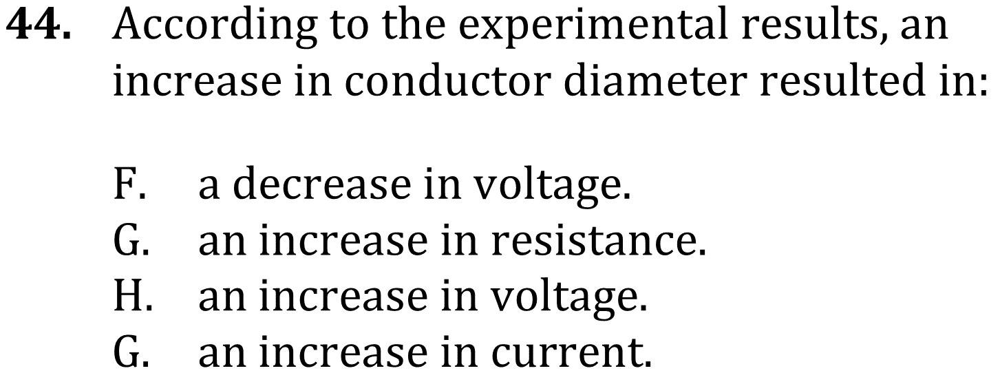 44. According to the experimental results, an
increase in conductor diameter resulted in:
F. a decrease in voltage.
G. an increase in resistance.
H. an increase in voltage.
G. an increase in current.